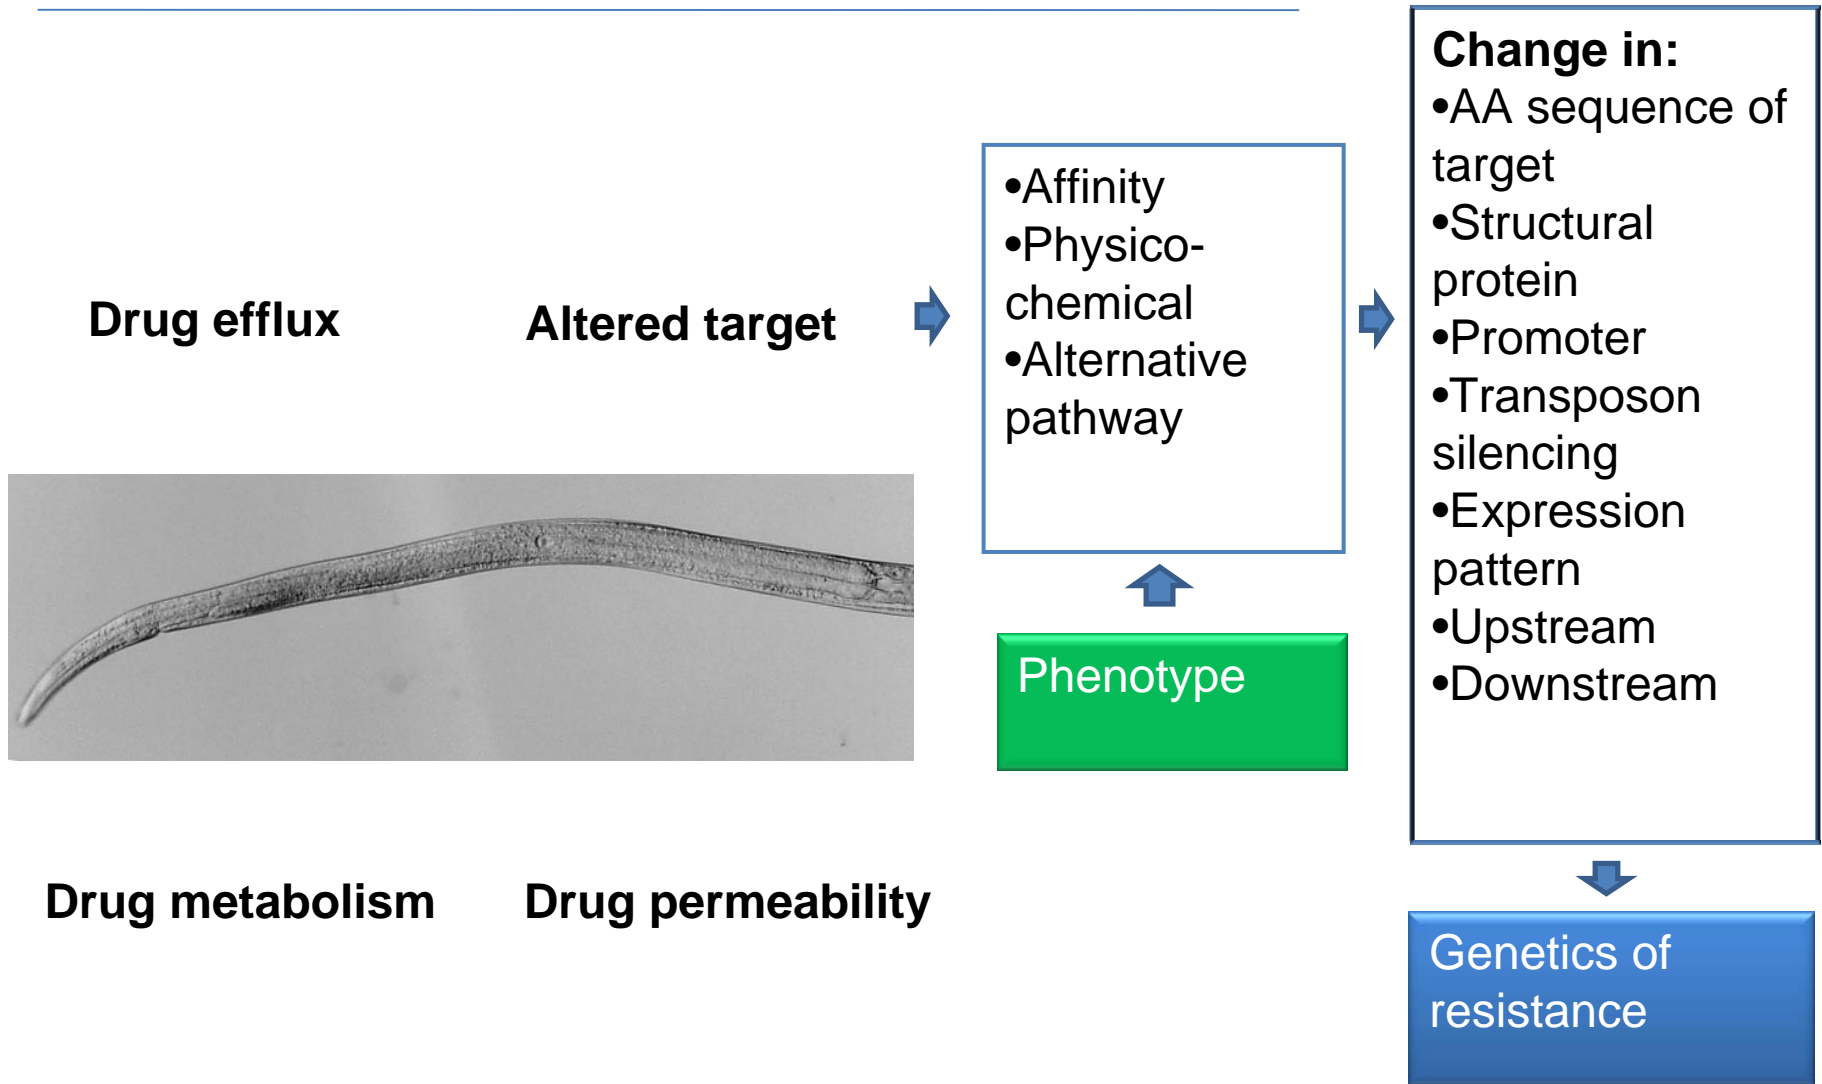 Drug efflux
Altered target
•Affinity
•Physico-
chemical
•Alternative
pathway
Change in:
•AA sequence of
target
•Structural
protein
•Promoter
•Transposon
silencing
•Expression
pattern
•Upstream
•Downstream
Phenotype
Drug metabolism
Drug permeability
Genetics of
resistance